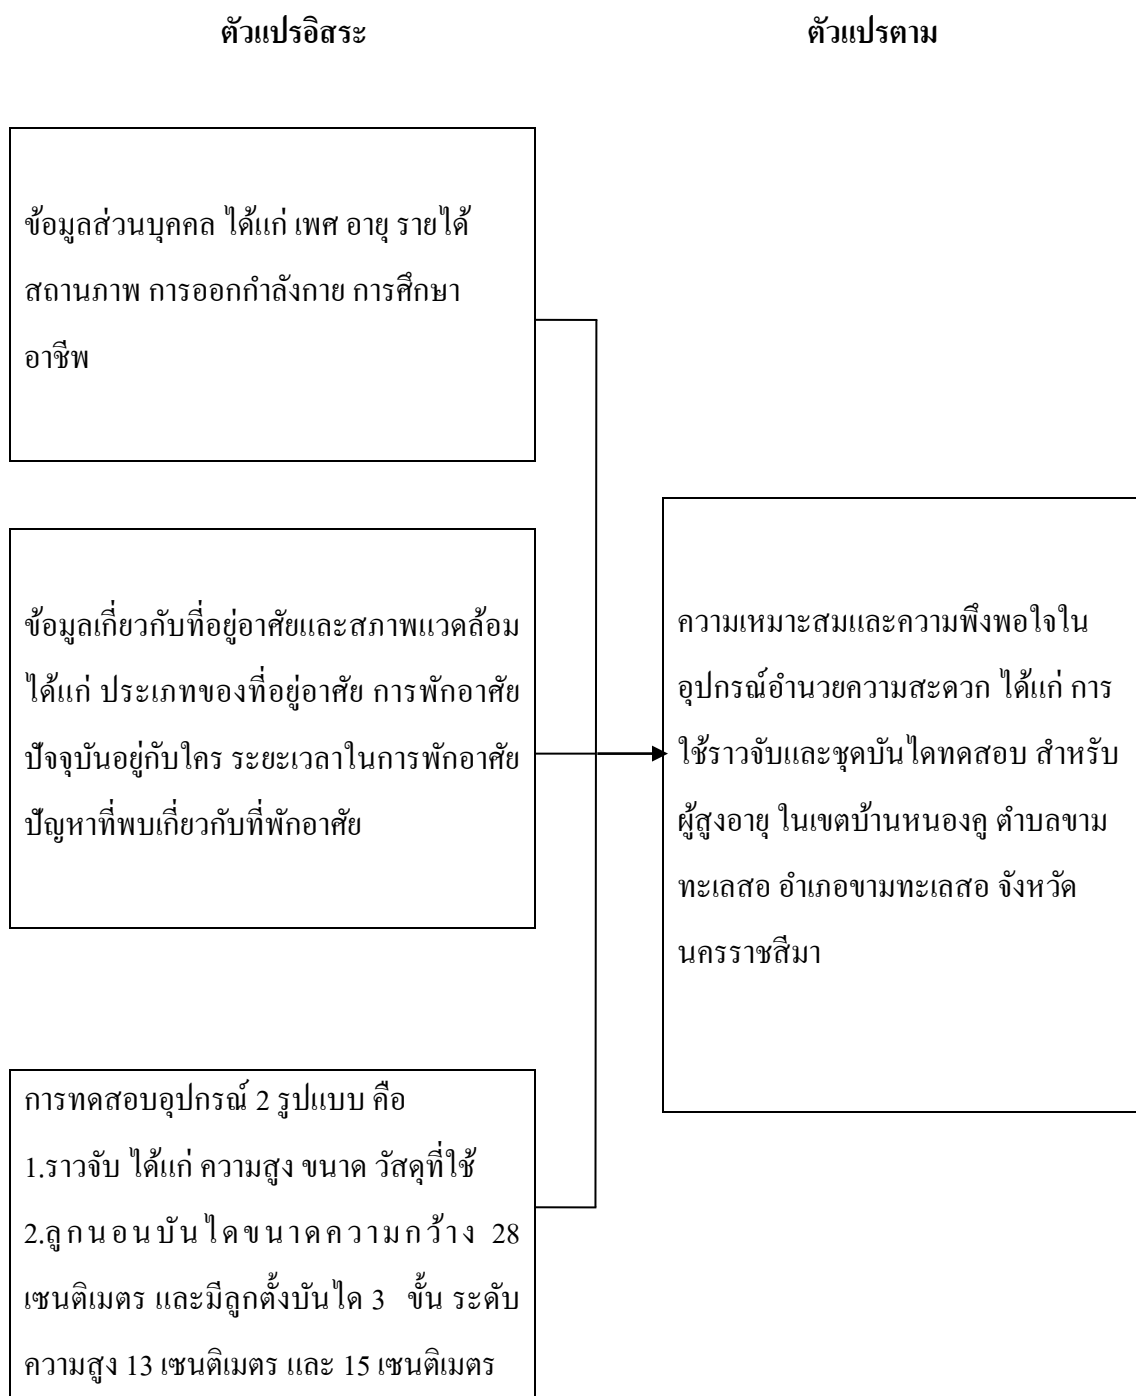 ตัวแปรอิสระ
ตัวแปรตาม
ข้อมูลส่วนบุคคล ได้แก่ เพศ อายุ รายได้
สถานภาพ การออกกำลังกาย การศึกษา
อาชีพ
ข้อมูลเกี่ยวกับที่อยู่อาศัยและสภาพแวดล้อม
ได้แก่ ประเภทของที่อยู่อาศัย การพักอาศัย
ปัจจุบันอยู่กับใคร ระยะเวลาในการพักอาศัย
ปัญหาที่พบเกี่ยวกับที่พักอาศัย
การทดสอบอุปกรณ์ 2 รูปแบบ คือ
1.ราวจับ ได้แก่ ความสูง ขนาด วัสดุที่ใช้
2.ลูกนอนบันไดขนาดความกว้าง 28
เซนติเมตร และมีลูกตั้งบันได 3 ขั้น ระดับ
ความสูง 13 เซนติเมตร และ 15 เซนติเมตร
ความเหมาะสมและความพึงพอใจใน
อุปกรณ์อำนวยความสะดวก ได้แก่ การ
ใช้ราวจับและชุดบันไดทดสอบ สำหรับ
ผู้สูงอายุ ในเขตบ้านหนองคู ตำบลขาม
ทะเลสอ อำเภอขามทะเลสอ จังหวัด
นครราชสีมา